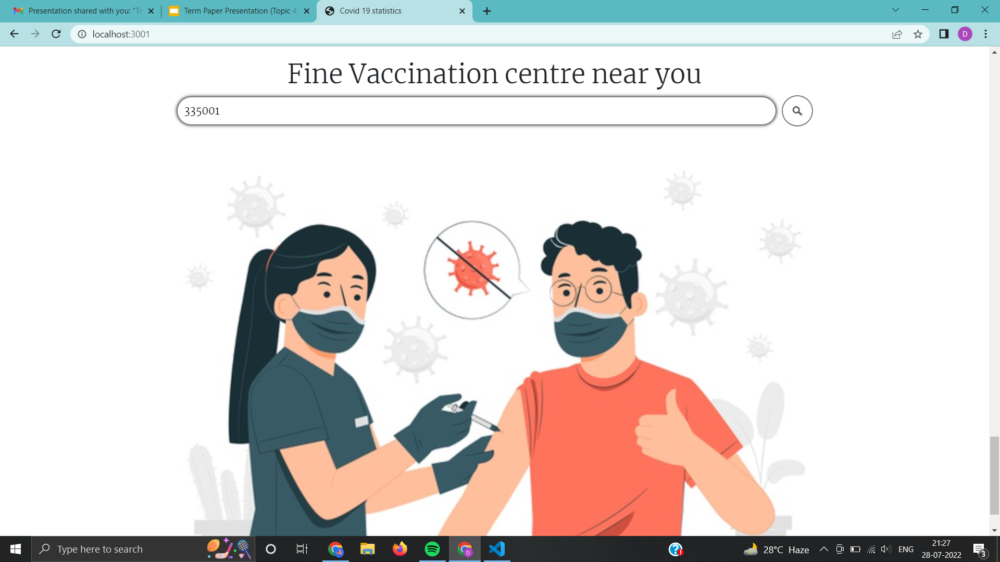 Presentation shared with you: "Te
Term Paper Presentation (Topic 4
Covid 19 statistics
localhost:3001
D
Fine Vaccination centre near you
335001
Type here to search
D
28°C Haze
ENG
21:27
28-07-2022
3